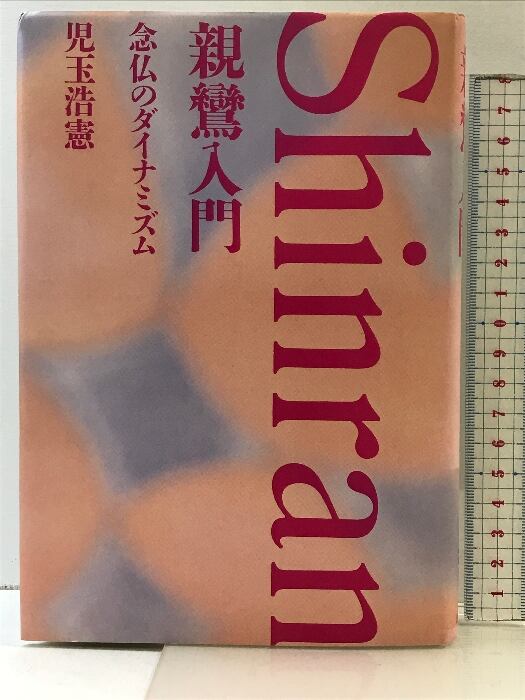 Shinran
親鸞入門
念仏のダイナミズム
児玉浩憲